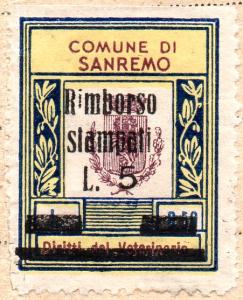 COMUNE DI
SANREMO
Rimborso
stampati
L. 5
Diritti del Veterinario